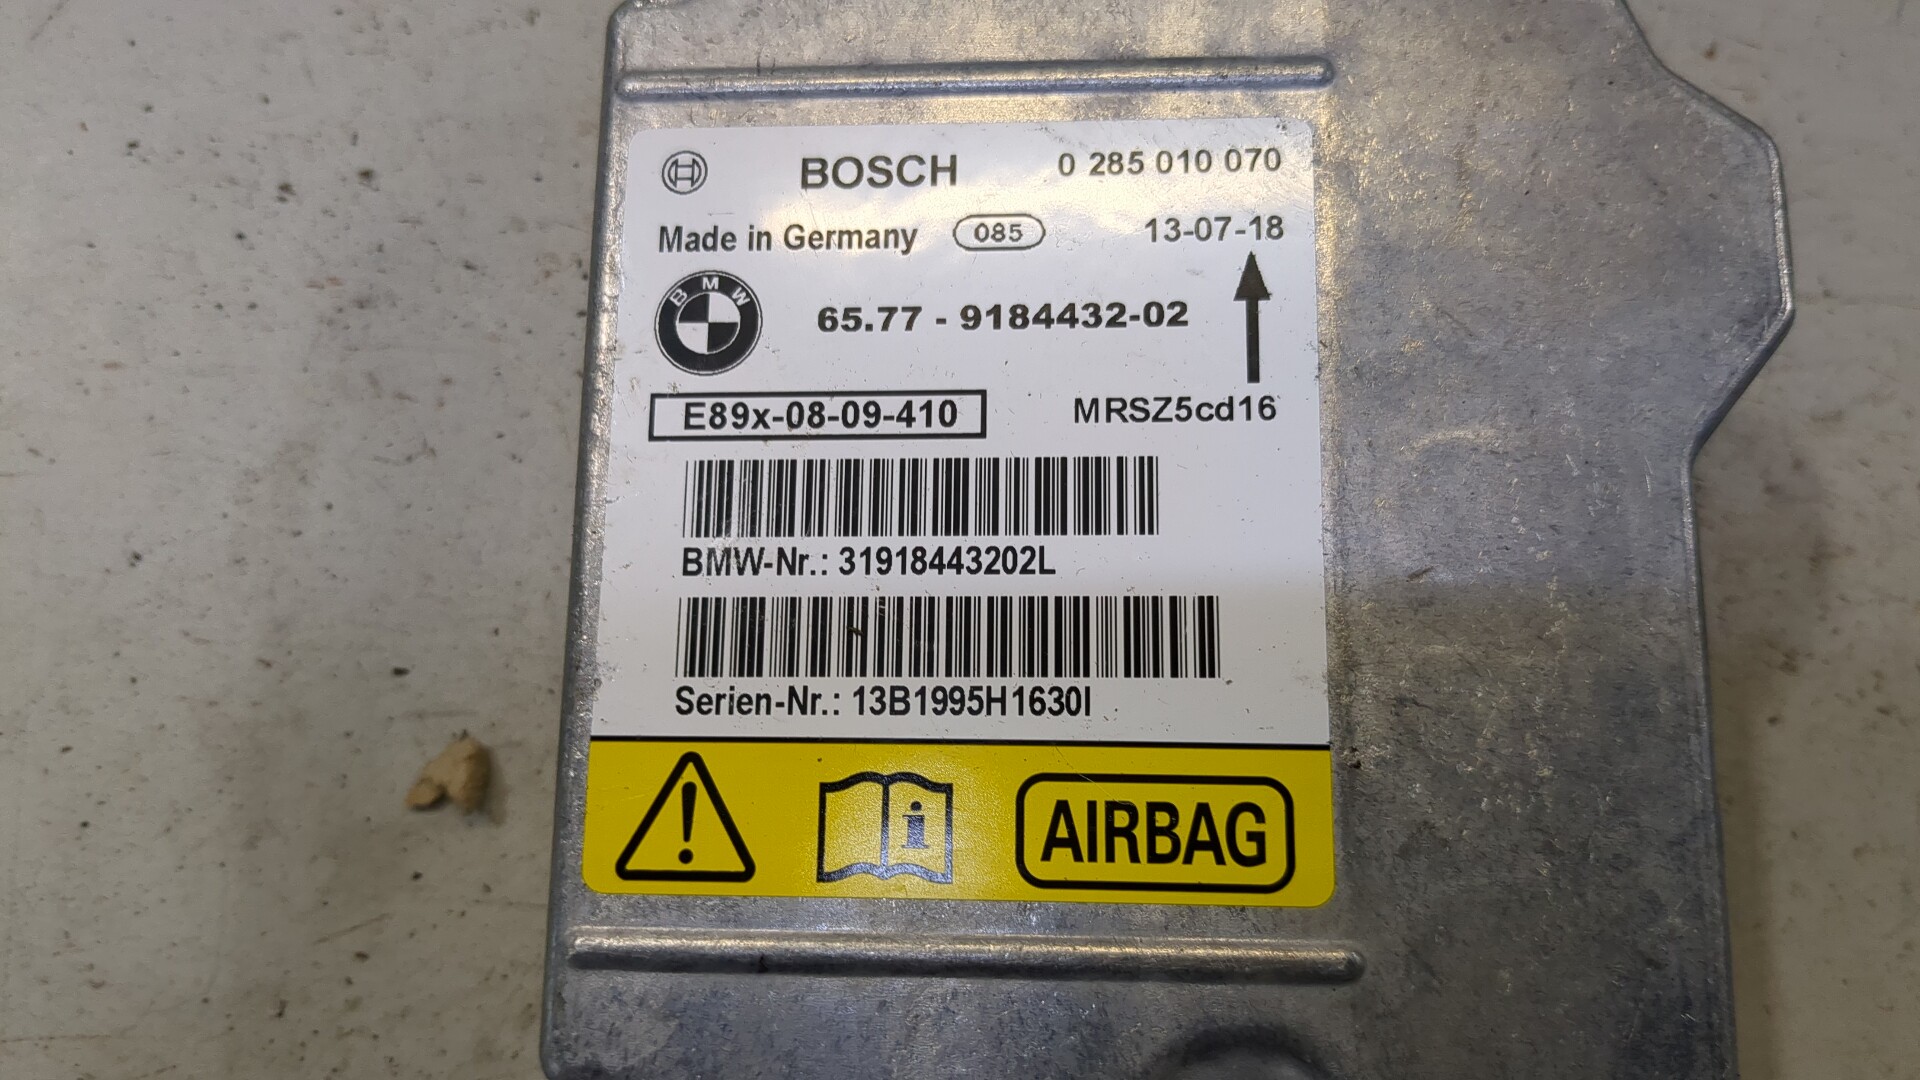 BOSCH 0 285 010 070
Made in Germany 085 13-07-18
BMW 65.77 - 9184432-02
E89x-08-09-410 MRSZ5cd16
BMW-Nr.: 31918443202L
Serien-Nr.: 13B1995H1630I
! i AIRBAG